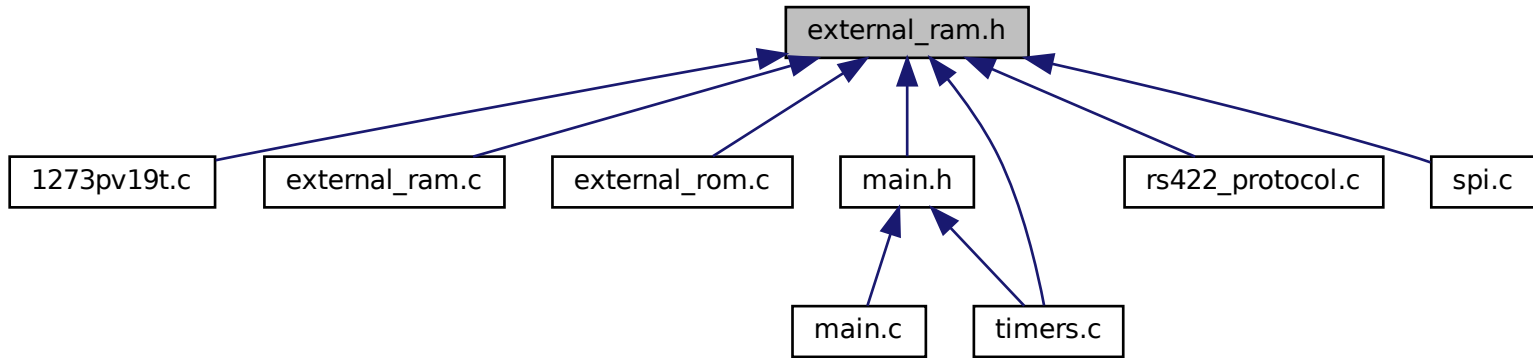 external_ram.h
1273pv19t.c
external_ram.c
external_rom.c
main.h
rs422_protocol.c
spi.c
main.c
timers.c